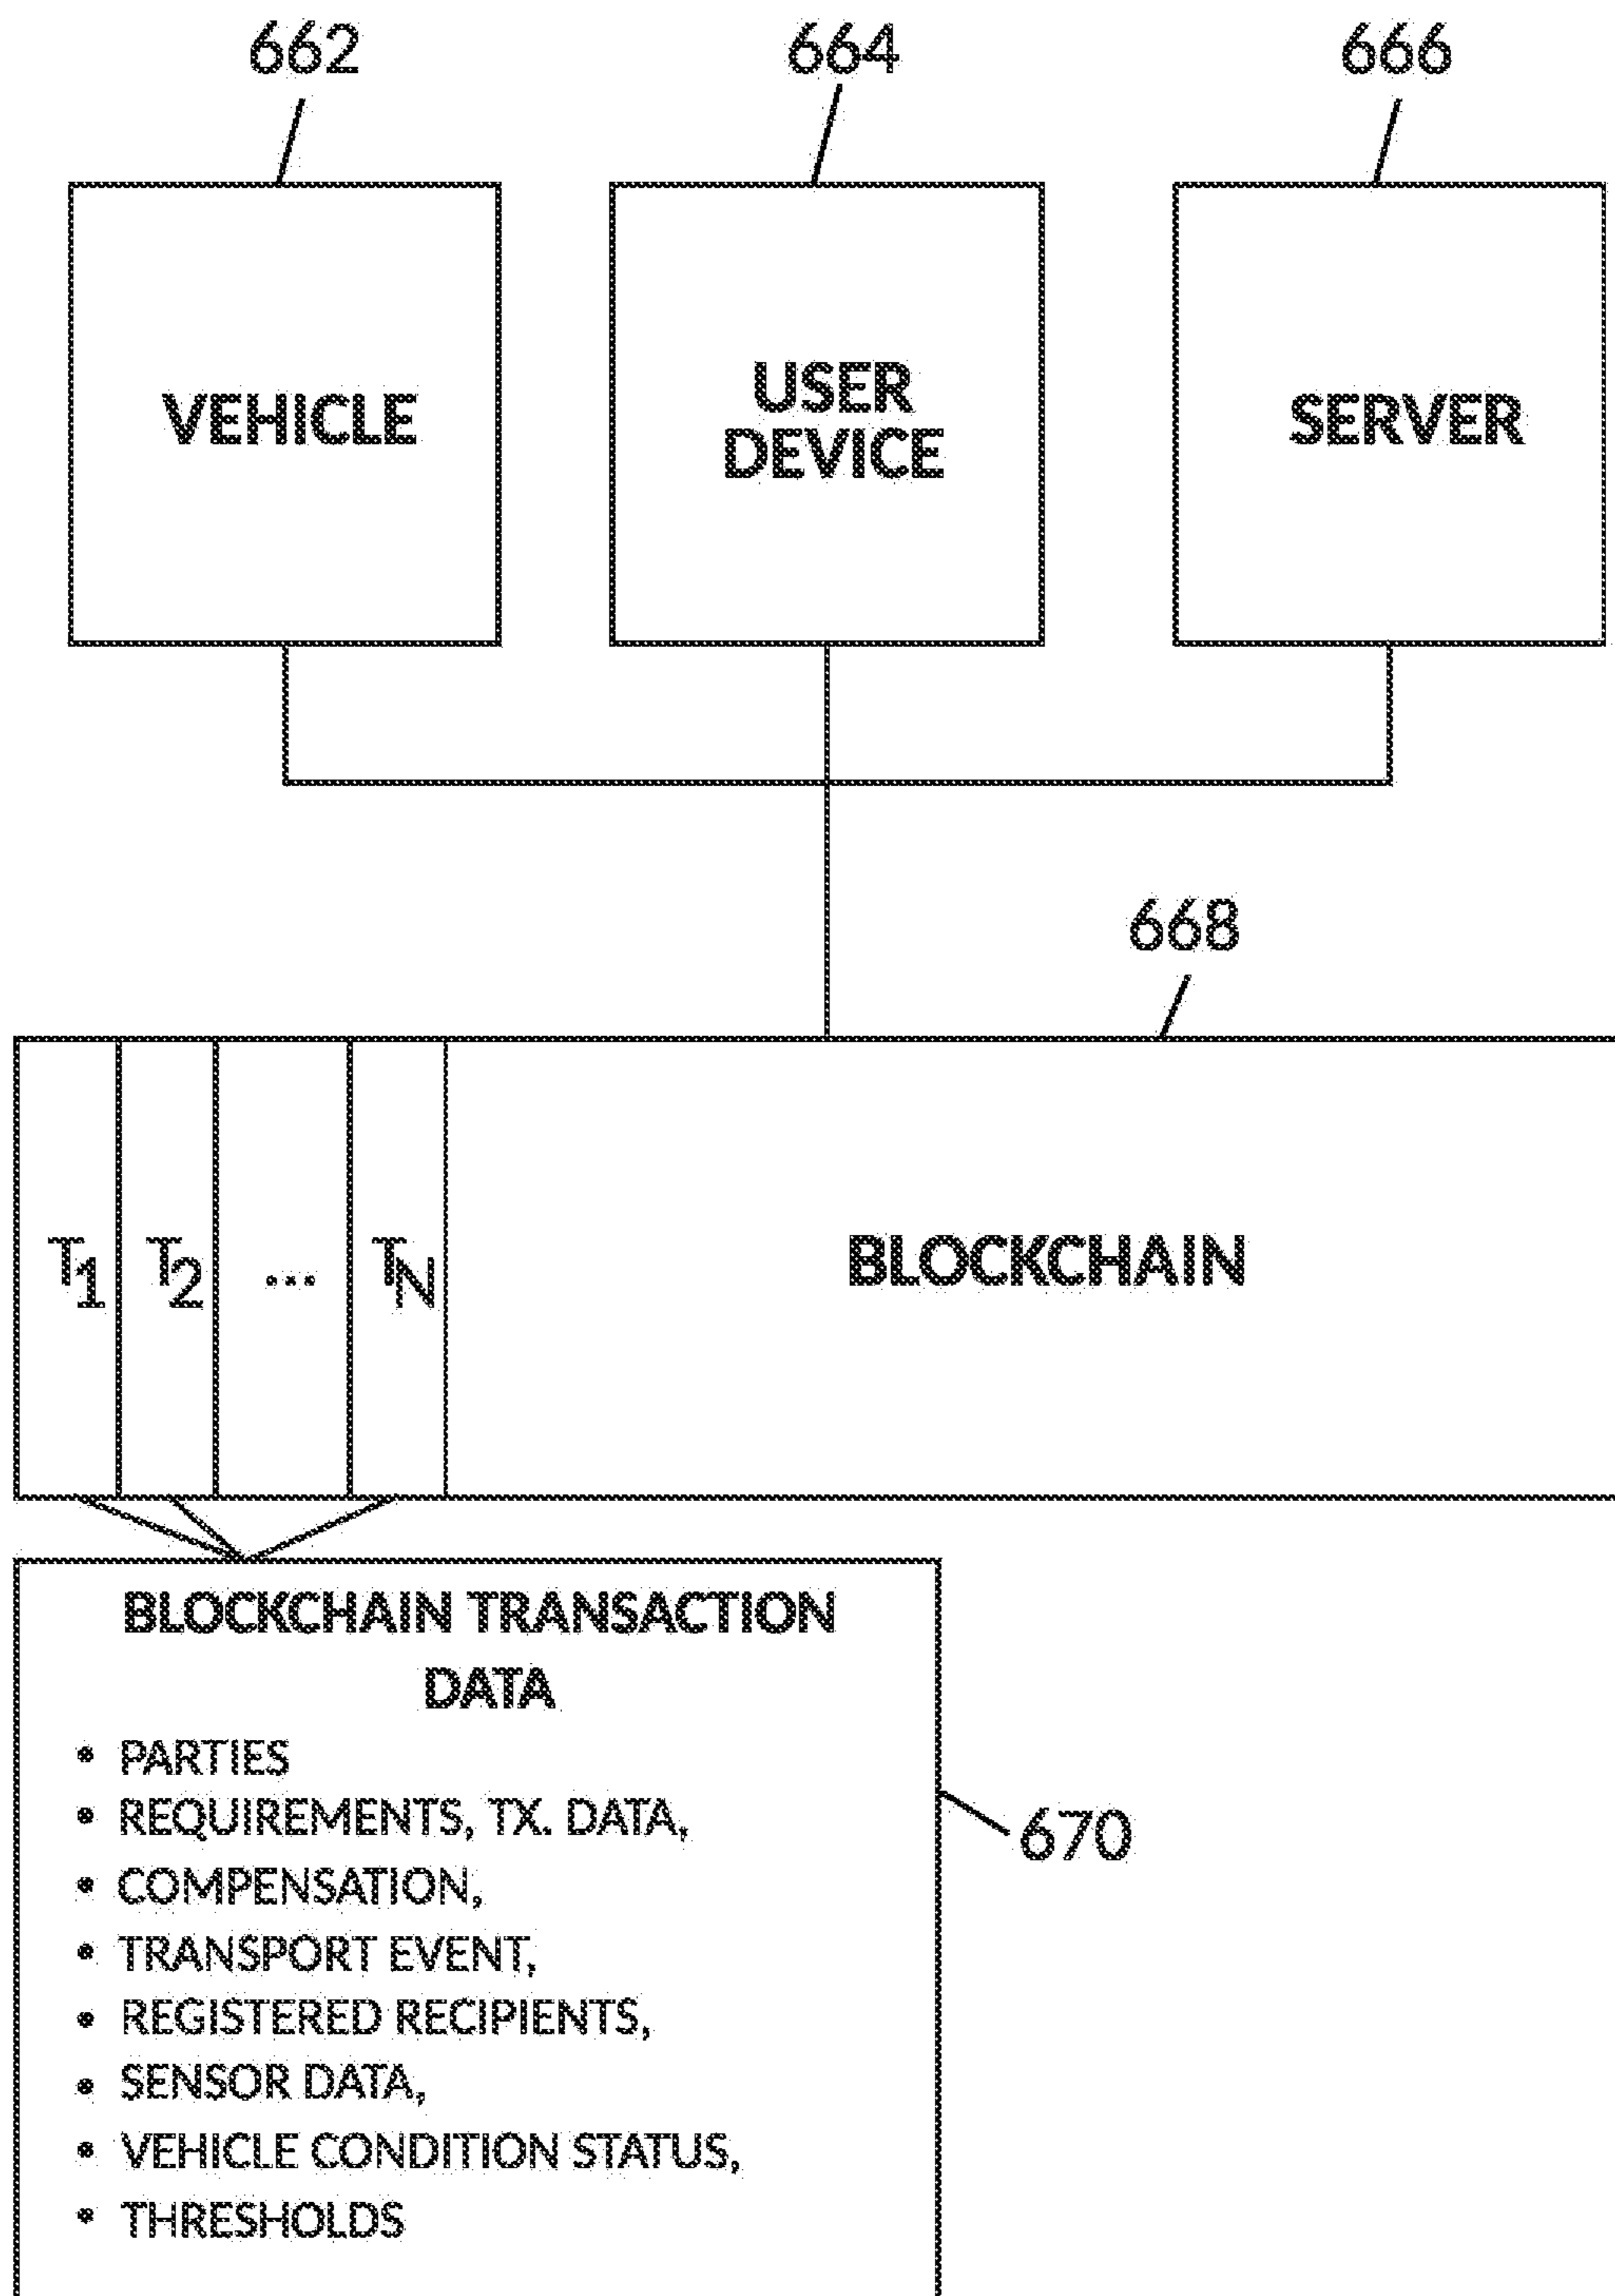 662
664
666
VEHICLE
USER
DEVICE
SERVER
668
T1
T2
...
TN
BLOCKCHAIN
BLOCKCHAIN TRANSACTION
DATA
• PARTIES
• REQUIREMENTS, TX. DATA,
• COMPENSATION,
• TRANSPORT EVENT,
• REGISTERED RECIPIENTS,
• SENSOR DATA,
• VEHICLE CONDITION STATUS,
• THRESHOLDS
670